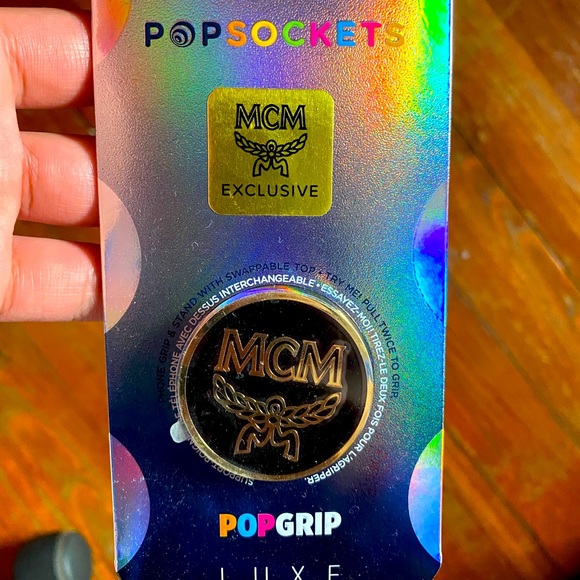 POPSOCKETS
MCM
EXCLUSIVE
PHONE GRIP & STAND WITH SWAPPABLE TOP • TRY ME! PULL TWICE TO GRIP
TÉLÉPHONE AVEC DESSUS INTERCHANGEABLE • ESSAYEZ-MOI! TIREZ-LE DEUX FOIS POUR L'AGRIPPER.
MCM
POPGRIP
LUXE